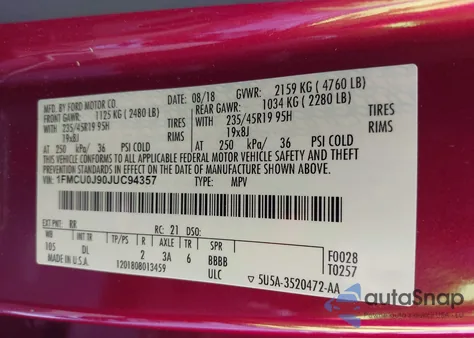 MFD. BY FORD MOTOR CO. 08/18 GVWR: 2159 KG (4760 LB)
FRONT GAWR: 1125 KG (2480 LB) REAR GAWR: 1034 KG (2280 LB)
235/45R19 95H TIRES 235/45R19 95H TIRES
19x8J RIMS 19x8J RIMS
AT 250 kPa/ 36 PSI COLD AT 250 kPa/ 36 PSI COLD
THIS VEHICLE CONFORMS TO ALL APPLICABLE FEDERAL MOTOR VEHICLE SAFETY AND THEFT PREVENTION STANDARDS IN EFFECT ON THE DATE OF MANUFACTURE SHOWN ABOVE.
VIN: 1FMCU0J90JUC94357 TYPE: MPV
EXT PNT: RR RC: 21 DSO: F0028
WB INT TR TP/PS R AXLE TR SPR T0257
105 DL 2 3A 6 BBBB
MADE IN U.S.A. 120180813459 ULC 5U5A-3520472-AA
autoSnap